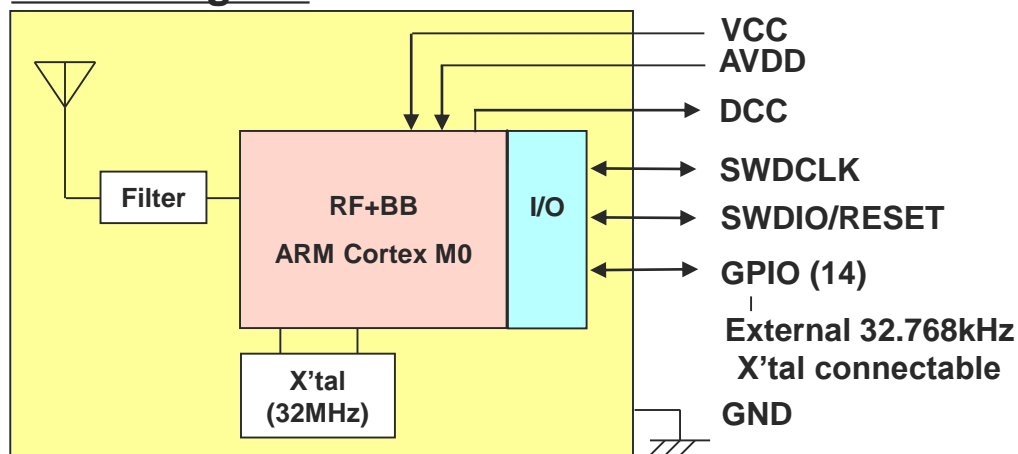 VCC
AVDD
DCC
Filter
RF+BB
ARM Cortex M0
I/O
SWDCLK
SWDIO/RESET
GPIO (14)
External 32.768kHz
X'tal connectable
X'tal
(32MHz)
GND